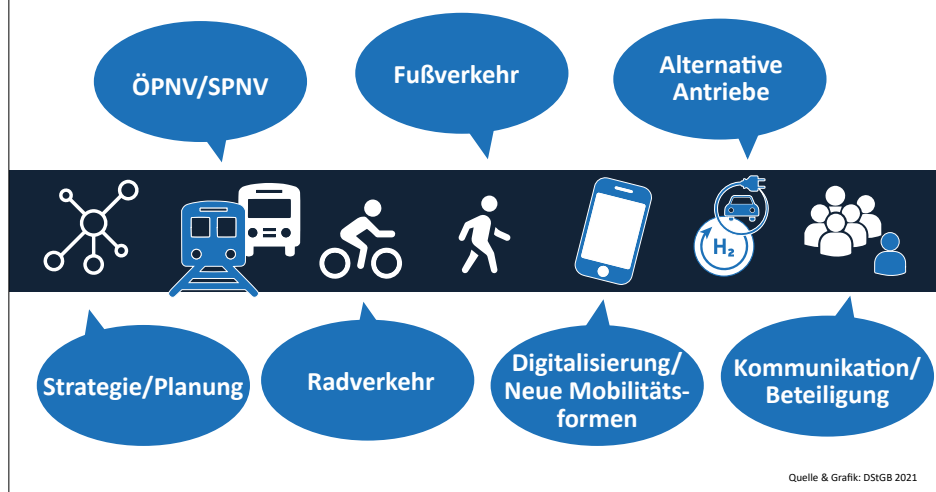 ÖPNV/SPNV
Fußverkehr
Alternative
Antriebe
H₂
Strategie/Planung
Radverkehr
Digitalisierung/
Neue Mobilitäts-
formen
Kommunikation/
Beteiligung
Quelle & Grafik: DStGB 2021